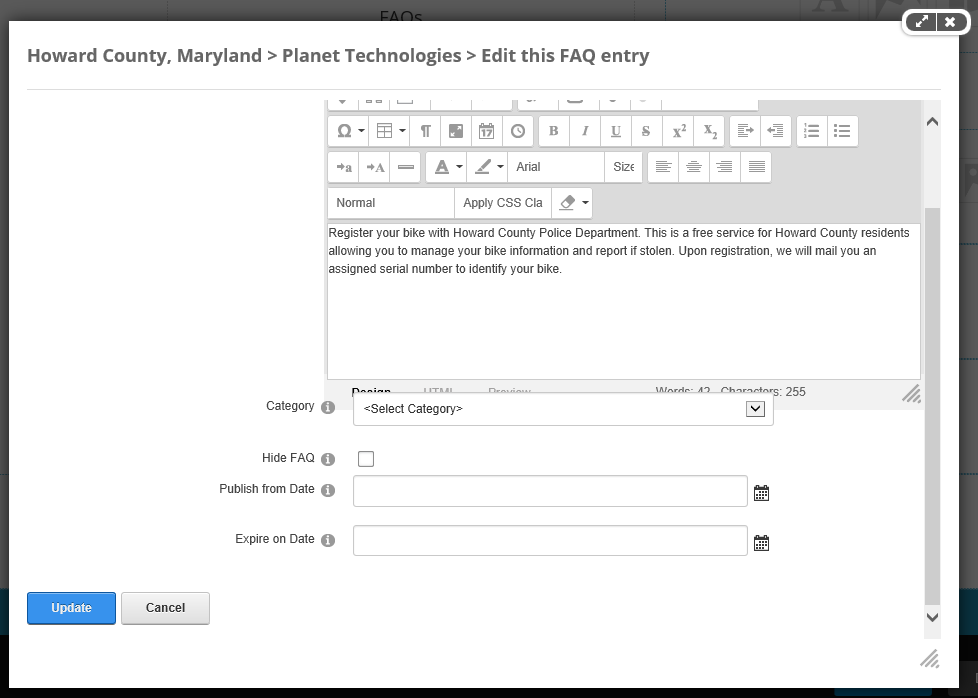 FAQs
Howard County, Maryland > Planet Technologies > Edit this FAQ entry
Ω ¶ 17 B I U S x² X₂
a A A Arial Size
Normal Apply CSS Cla
Register your bike with Howard County Police Department. This is a free service for Howard County residents
allowing you to manage your bike information and report if stolen. Upon registration, we will mail you an
assigned serial number to identify your bike.
Design HTML Preview Words: 42 Characters: 255
Category <Select Category>
Hide FAQ
Publish from Date
Expire on Date
Update Cancel